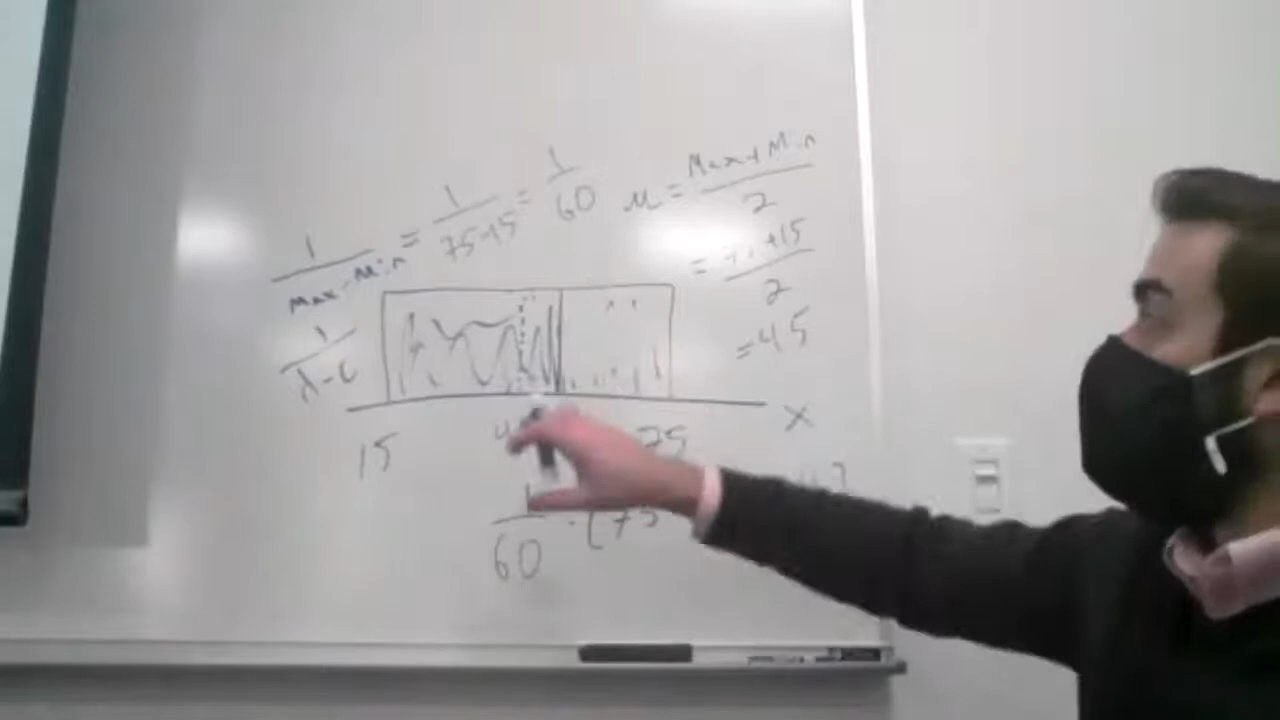 1/(Max-Min) = 1/(75-15) = 1/60
μ = (Max+Min)/2
+15)/2
= 45
15 75 X
1/60 · (75